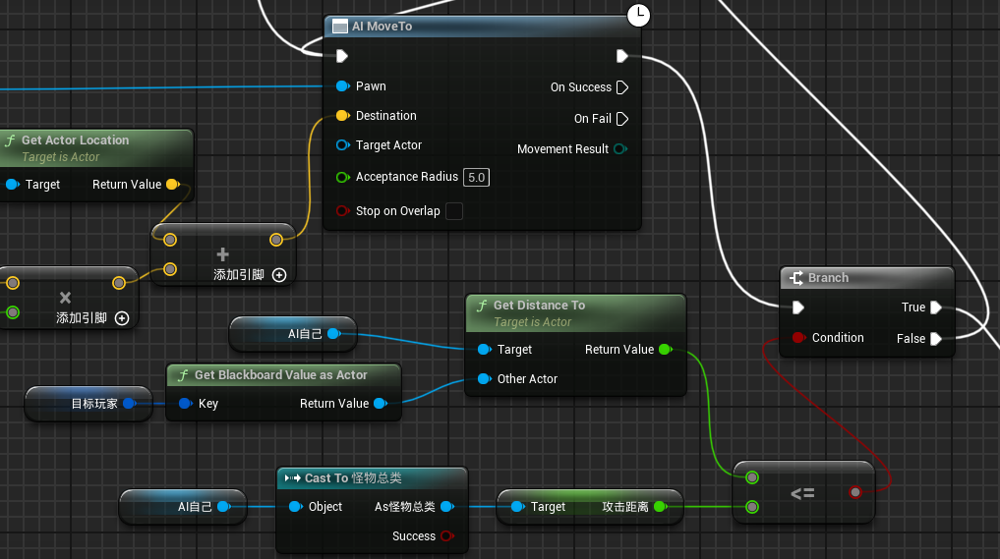 AI MoveTo
Pawn
On Success
Destination
On Fail
Target Actor
Movement Result
Acceptance Radius 5.0
Stop on Overlap
f Get Actor Location
Target is Actor
Target Return Value
+
添加引脚
×
添加引脚
Branch
True
Condition
False
f Get Distance To
Target is Actor
Target Return Value
Other Actor
AI自己
f Get Blackboard Value as Actor
Key Return Value
目标玩家
Cast To 怪物总类
Object As怪物总类
Success
AI自己
Target 攻击距离
<=